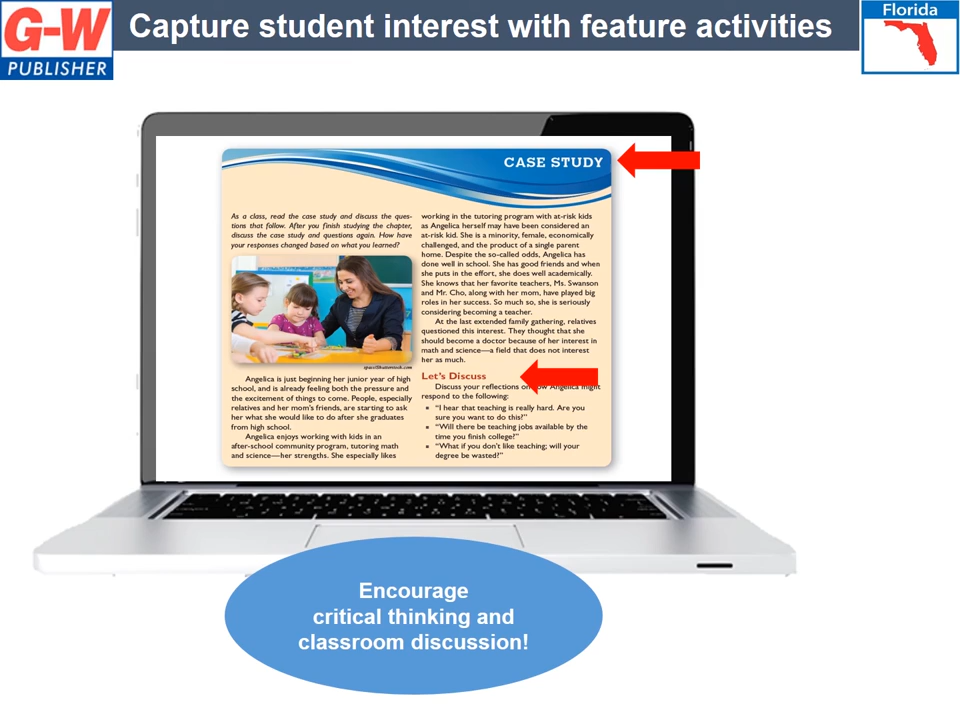 G-W
PUBLISHER
Capture student interest with feature activities
Florida
CASE STUDY
As a class, read the case study and discuss the ques-
tions that follow. After you finish studying the chapter,
discuss the case study and questions again. How have
your responses changed based on what you learned?
Angelica is just beginning her junior year of high
school, and is already feeling both the pressure and
the excitement of things to come. People, especially
relatives and her mom's friends, are starting to ask
her what she would like to do after she graduates
from high school.
Angelica enjoys working with kids in an
after-school community program, tutoring math
and science—her strengths. She especially likes
working in the tutoring program with at-risk kids
as Angelica herself may have been considered an
at-risk kid. She is a minority, female, economically
challenged, and the product of a single parent
home. Despite the so-called odds, Angelica has
done well in school. She has good friends and when
she puts in the effort, she does well academically.
She knows that her favorite teachers, Ms. Swanson
and Mr. Cho, along with her mom, have played big
roles in her success. So much so, she is seriously
considering becoming a teacher.
At the last extended family gathering, relatives
questioned this interest. They thought that she
should become a doctor because of her interest in
math and science—a field that does not interest
her as much.
Let's Discuss
Discuss your reflections on how Angelica might
respond to the following:
• "I hear that teaching is really hard. Are you
sure you want to do this?"
• "Will there be teaching jobs available by the
time you finish college?"
• "What if you don't like teaching; will your
degree be wasted?"
Encourage
critical thinking and
classroom discussion!